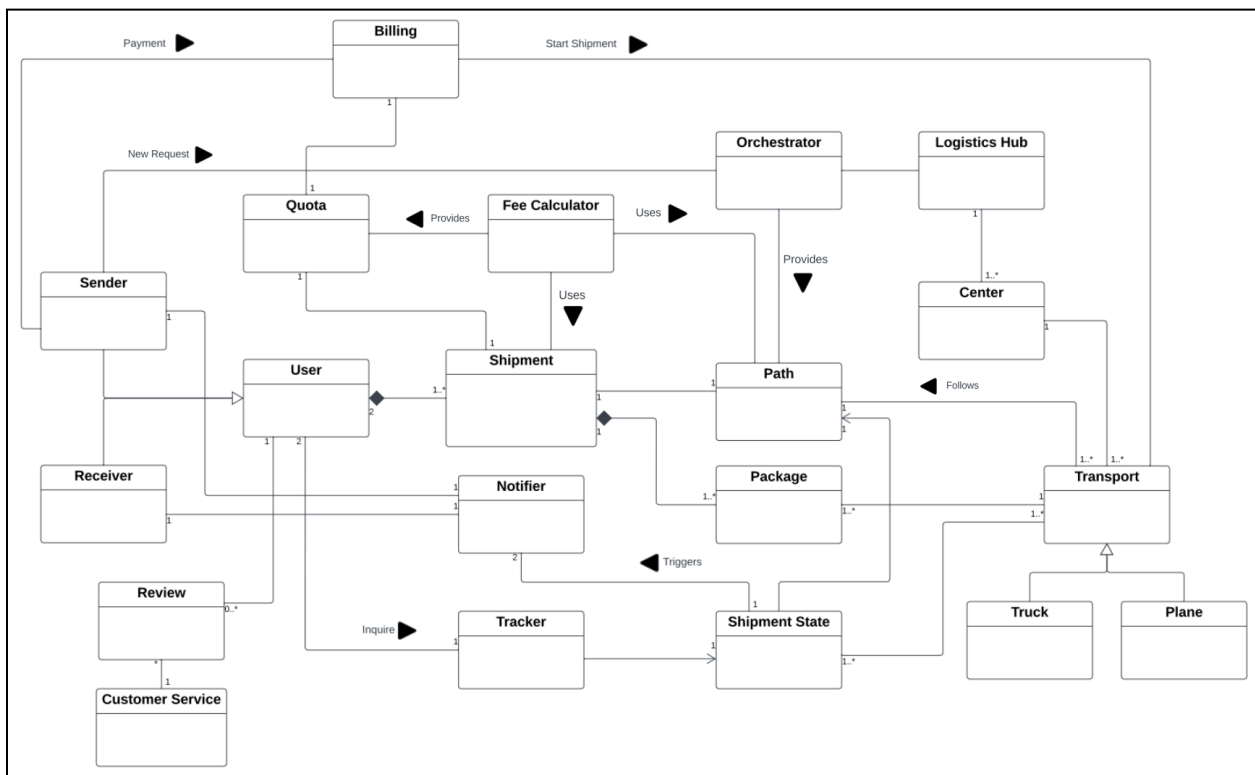 Billing
Payment
Start Shipment
1
Orchestrator
Logistics Hub
New Request
1
Quota
Fee Calculator
Provides
Uses
1
1
Provides
1..*
Sender
Center
1
Uses
1
1
1
User
Shipment
Path
1..*
2
1
1
Follows
1
1
1
1
2
1..*
1..*
Receiver
Notifier
Package
Transport
1
1
1..*
1
1
1
1..*
1..*
2
Triggers
Review
0..*
1
Truck
Plane
Tracker
Shipment State
Inquire
1
1
*
1..*
1
Customer Service